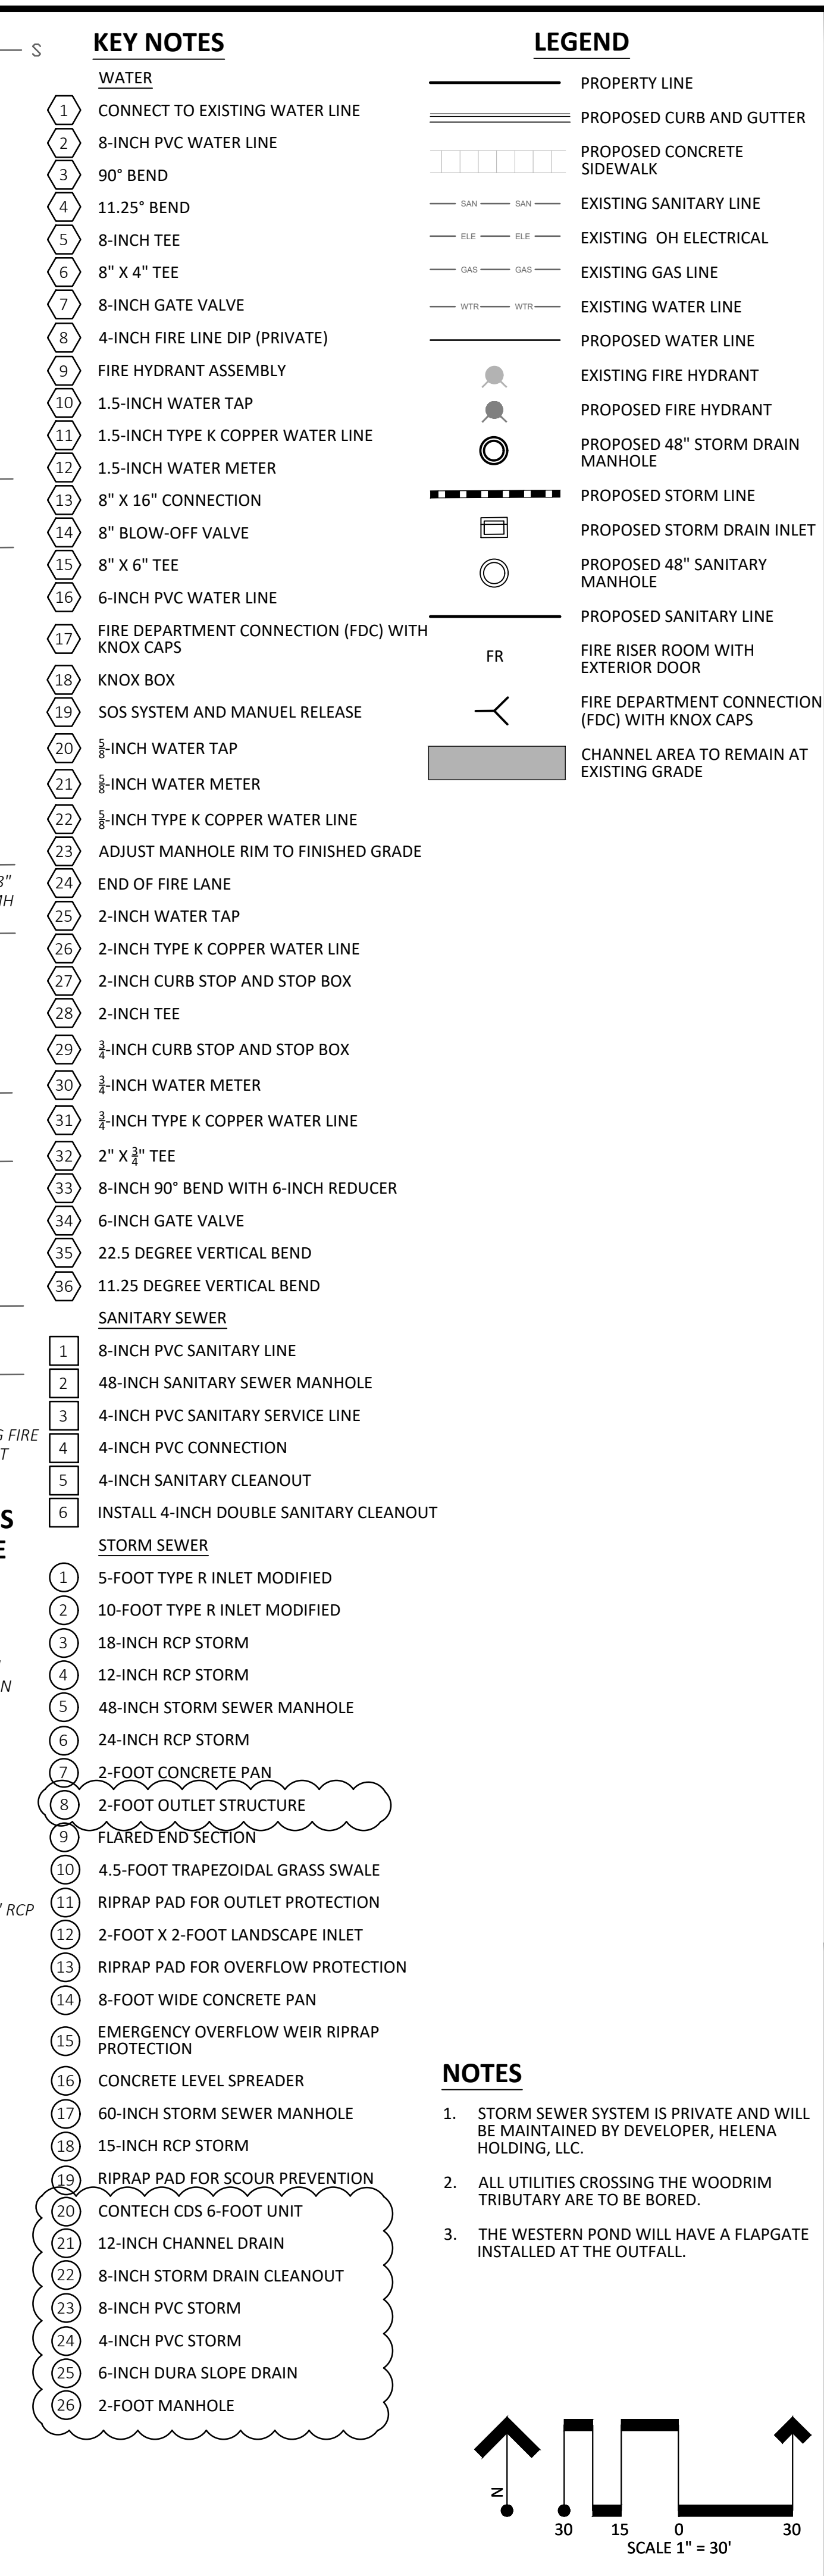 S
KEY NOTES
WATER
1 CONNECT TO EXISTING WATER LINE
2 8-INCH PVC WATER LINE
3 90° BEND
4 11.25° BEND
5 8-INCH TEE
6 8" X 4" TEE
7 8-INCH GATE VALVE
8 4-INCH FIRE LINE DIP (PRIVATE)
9 FIRE HYDRANT ASSEMBLY
10 1.5-INCH WATER TAP
11 1.5-INCH TYPE K COPPER WATER LINE
12 1.5-INCH WATER METER
13 8" X 16" CONNECTION
14 8" BLOW-OFF VALVE
15 8" X 6" TEE
16 6-INCH PVC WATER LINE
17 FIRE DEPARTMENT CONNECTION (FDC) WITH
KNOX CAPS
18 KNOX BOX
19 SOS SYSTEM AND MANUEL RELEASE
20 5/8-INCH WATER TAP
21 5/8-INCH WATER METER
22 5/8-INCH TYPE K COPPER WATER LINE
23 ADJUST MANHOLE RIM TO FINISHED GRADE
24 END OF FIRE LANE
25 2-INCH WATER TAP
26 2-INCH TYPE K COPPER WATER LINE
27 2-INCH CURB STOP AND STOP BOX
28 2-INCH TEE
29 3/4-INCH CURB STOP AND STOP BOX
30 3/4-INCH WATER METER
31 3/4-INCH TYPE K COPPER WATER LINE
32 2" X 3/4" TEE
33 8-INCH 90° BEND WITH 6-INCH REDUCER
34 6-INCH GATE VALVE
35 22.5 DEGREE VERTICAL BEND
36 11.25 DEGREE VERTICAL BEND
SANITARY SEWER
1 8-INCH PVC SANITARY LINE
2 48-INCH SANITARY SEWER MANHOLE
3 4-INCH PVC SANITARY SERVICE LINE
4 4-INCH PVC CONNECTION
5 4-INCH SANITARY CLEANOUT
6 INSTALL 4-INCH DOUBLE SANITARY CLEANOUT
STORM SEWER
1 5-FOOT TYPE R INLET MODIFIED
2 10-FOOT TYPE R INLET MODIFIED
3 18-INCH RCP STORM
4 12-INCH RCP STORM
5 48-INCH STORM SEWER MANHOLE
6 24-INCH RCP STORM
7 2-FOOT CONCRETE PAN
8 2-FOOT OUTLET STRUCTURE
9 FLARED END SECTION
10 4.5-FOOT TRAPEZOIDAL GRASS SWALE
11 RIPRAP PAD FOR OUTLET PROTECTION
12 2-FOOT X 2-FOOT LANDSCAPE INLET
13 RIPRAP PAD FOR OVERFLOW PROTECTION
14 8-FOOT WIDE CONCRETE PAN
15 EMERGENCY OVERFLOW WEIR RIPRAP
PROTECTION
16 CONCRETE LEVEL SPREADER
17 60-INCH STORM SEWER MANHOLE
18 15-INCH RCP STORM
19 RIPRAP PAD FOR SCOUR PREVENTION
20 CONTECH CDS 6-FOOT UNIT
21 12-INCH CHANNEL DRAIN
22 8-INCH STORM DRAIN CLEANOUT
23 8-INCH PVC STORM
24 4-INCH PVC STORM
25 6-INCH DURA SLOPE DRAIN
26 2-FOOT MANHOLE
LEGEND
PROPERTY LINE
PROPOSED CURB AND GUTTER
PROPOSED CONCRETE
SIDEWALK
SAN SAN EXISTING SANITARY LINE
ELE ELE EXISTING OH ELECTRICAL
GAS GAS EXISTING GAS LINE
WTR WTR EXISTING WATER LINE
PROPOSED WATER LINE
EXISTING FIRE HYDRANT
PROPOSED FIRE HYDRANT
PROPOSED 48" STORM DRAIN
MANHOLE
PROPOSED STORM LINE
PROPOSED STORM DRAIN INLET
PROPOSED 48" SANITARY
MANHOLE
PROPOSED SANITARY LINE
FR FIRE RISER ROOM WITH
EXTERIOR DOOR
FIRE DEPARTMENT CONNECTION
(FDC) WITH KNOX CAPS
CHANNEL AREA TO REMAIN AT
EXISTING GRADE
NOTES
1. STORM SEWER SYSTEM IS PRIVATE AND WILL
BE MAINTAINED BY DEVELOPER, HELENA
HOLDING, LLC.
2. ALL UTILITIES CROSSING THE WOODRIM
TRIBUTARY ARE TO BE BORED.
3. THE WESTERN POND WILL HAVE A FLAPGATE
INSTALLED AT THE OUTFALL.
N
30 15 0 30
SCALE 1" = 30'
FIRE
RCP